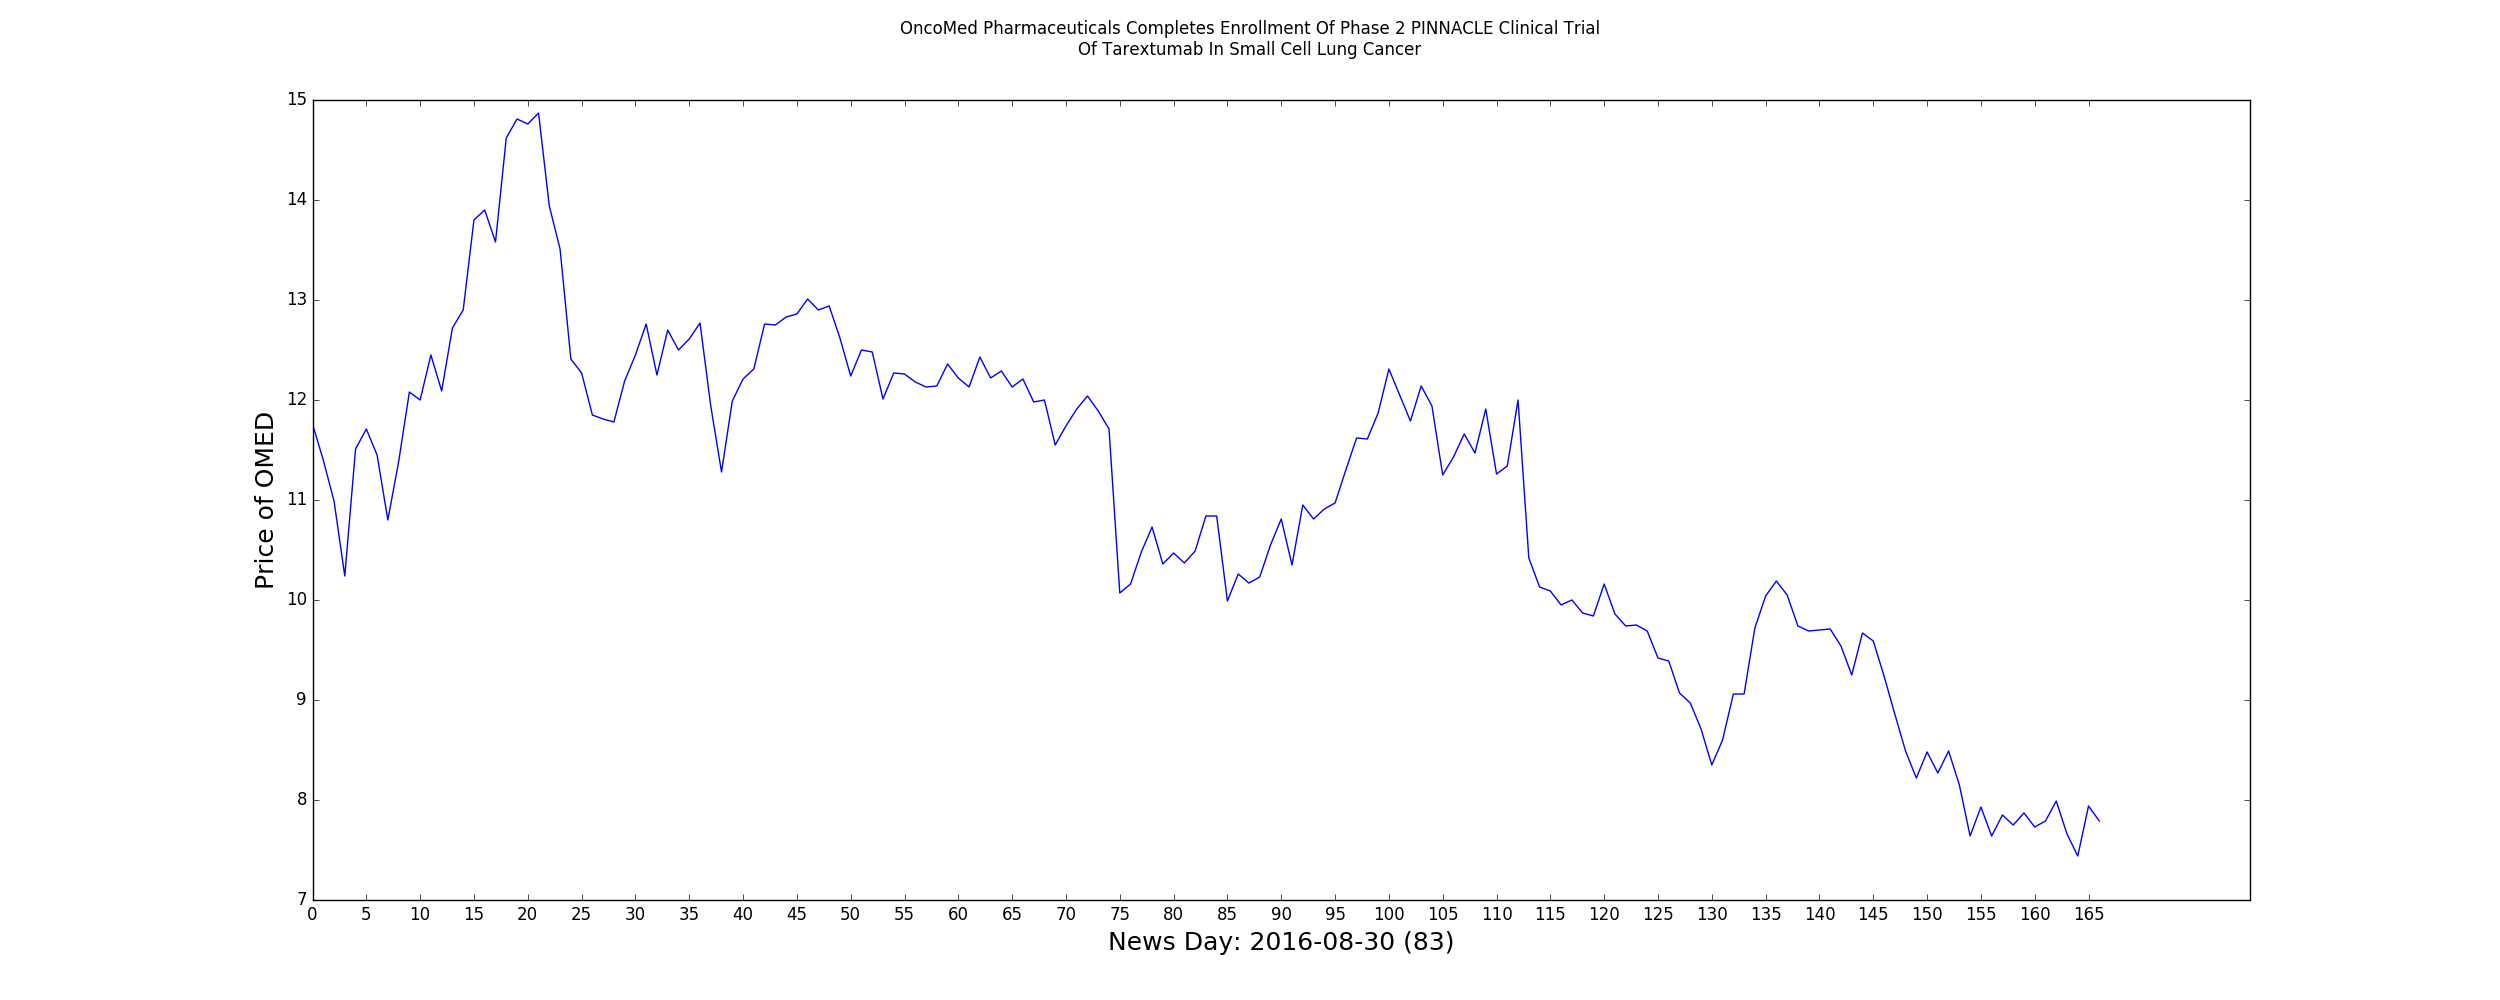 OncoMed Pharmaceuticals Completes Enrollment Of Phase 2 PINNACLE Clinical Trial
Of Tarextumab In Small Cell Lung Cancer
15
14
13
12
11
10
9
8
7
Price of OMED
0 5 10 15 20 25 30 35 40 45 50 55 60 65 70 75 80 85 90 95 100 105 110 115 120 125 130 135 140 145 150 155 160 165
News Day: 2016-08-30 (83)